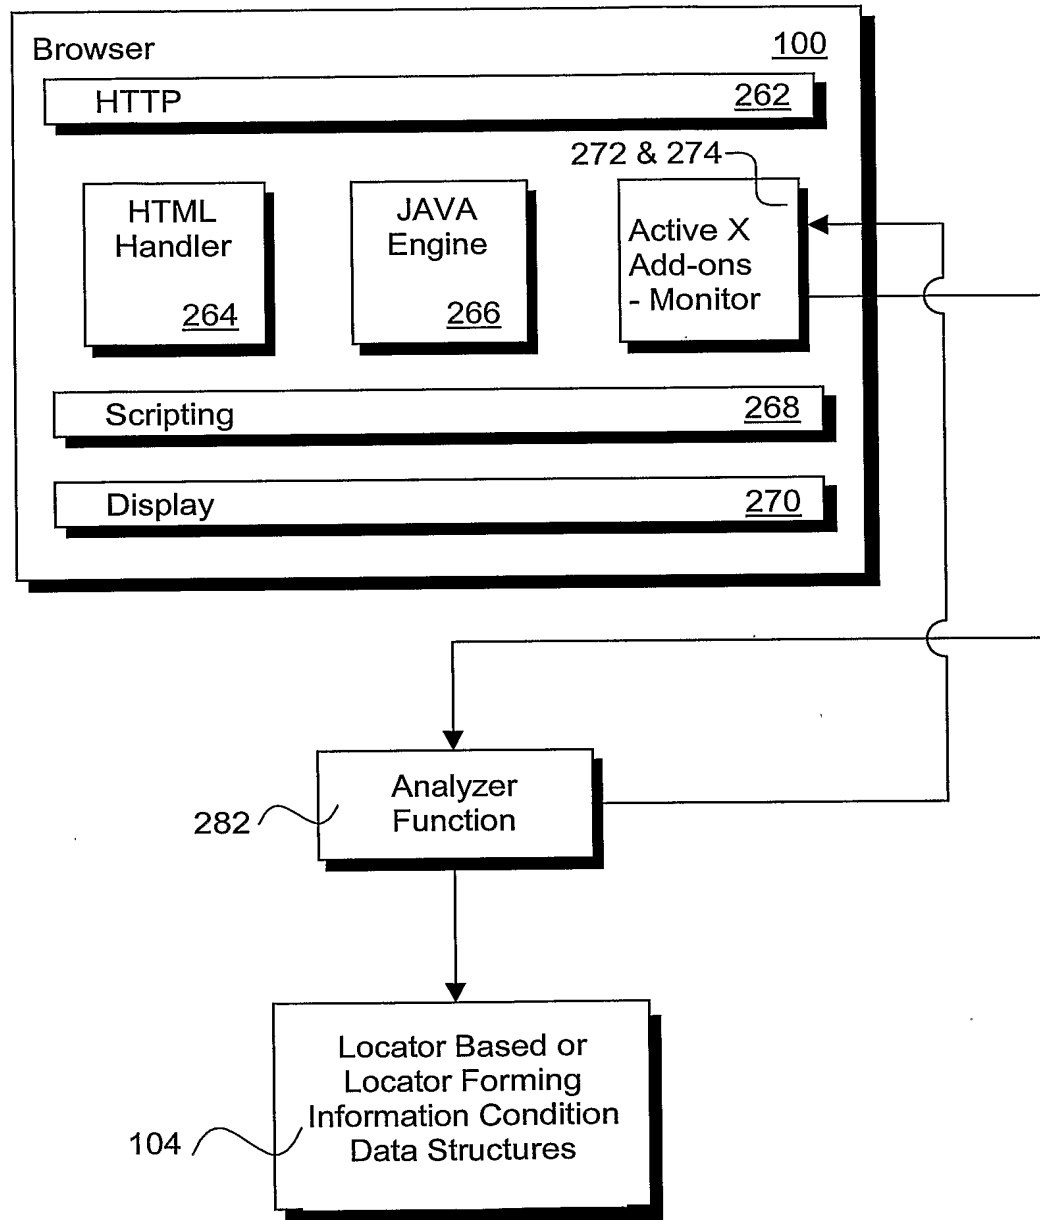 Browser 100
HTTP 262
272 & 274
HTML
Handler
264
JAVA
Engine
266
Active X
Add-ons
- Monitor
Scripting 268
Display 270
Analyzer
Function
282
Locator Based or
Locator Forming
Information Condition
Data Structures
104